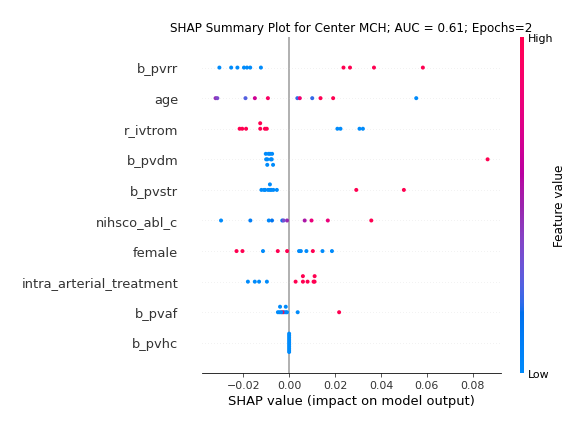 SHAP Summary Plot for Center MCH; AUC = 0.61; Epochs=2
High
b_pvrr
age
r_ivtrom
b_pvdm
b_pvstr
nihsco_abl_c
female
intra_arterial_treatment
b_pvaf
b_pvhc
Feature value
Low
−0.02 0.00 0.02 0.04 0.06 0.08
SHAP value (impact on model output)